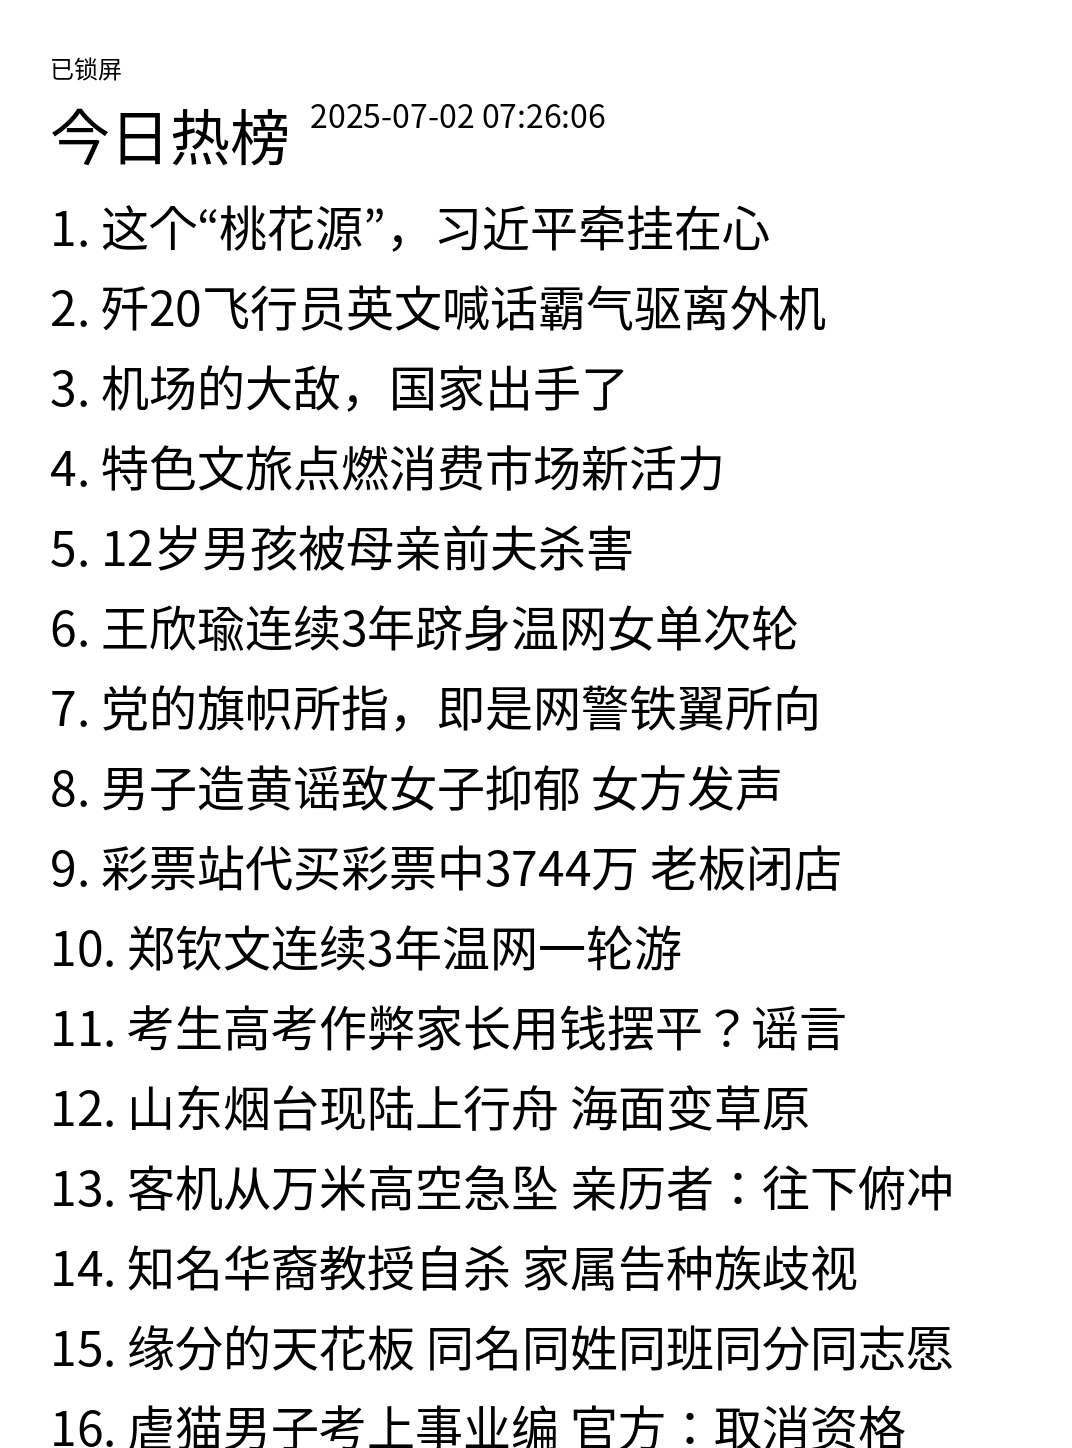 已锁屏
今日热榜 2025-07-02 07:26:06
1. 这个“桃花源”，习近平牵挂在心
2. 歼20飞行员英文喊话霸气驱离外机
3. 机场的大敌，国家出手了
4. 特色文旅点燃消费市场新活力
5. 12岁男孩被母亲前夫杀害
6. 王欣瑜连续3年跻身温网女单次轮
7. 党的旗帜所指，即是网警铁翼所向
8. 男子造黄谣致女子抑郁 女方发声
9. 彩票站代买彩票中3744万 老板闭店
10. 郑钦文连续3年温网一轮游
11. 考生高考作弊家长用钱摆平？谣言
12. 山东烟台现陆上行舟 海面变草原
13. 客机从万米高空急坠 亲历者：往下俯冲
14. 知名华裔教授自杀 家属告种族歧视
15. 缘分的天花板 同名同姓同班同分同志愿
16. 虐猫男子考上事业编 官方：取消资格